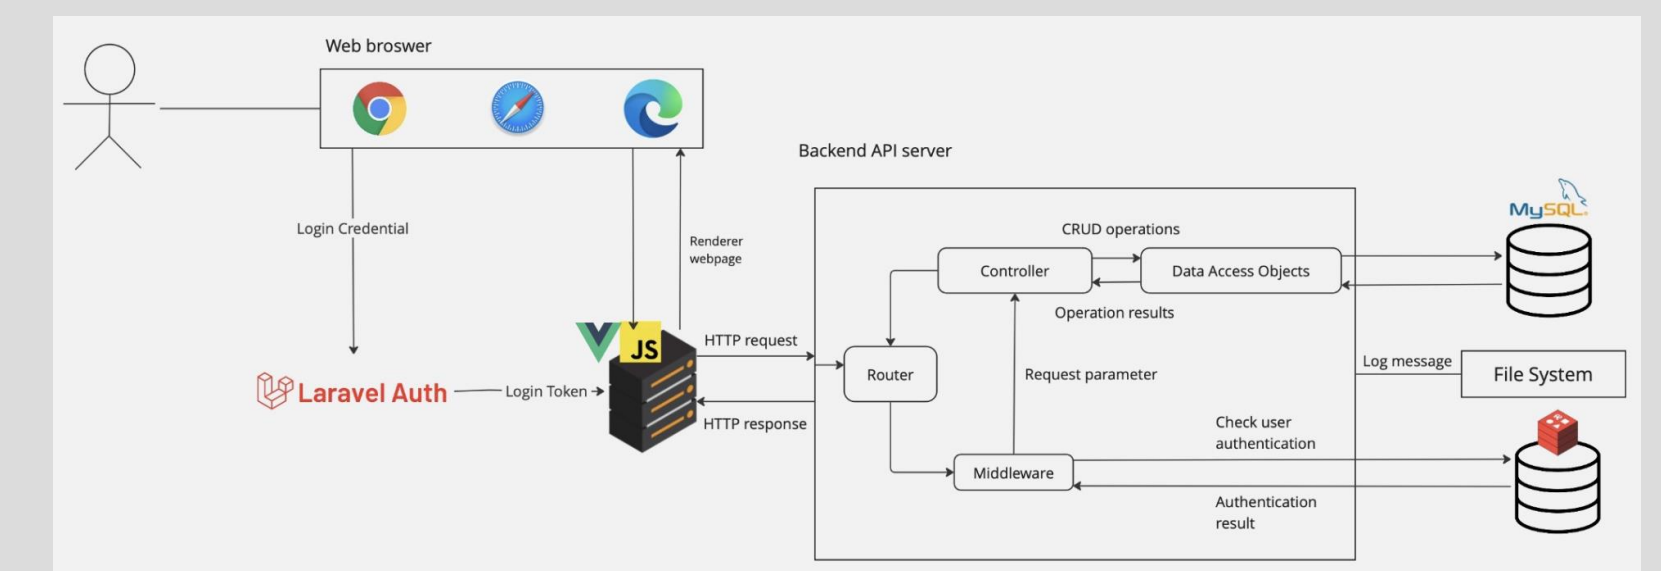 Web broswer
Backend API server
MySQL
CRUD operations
Login Credential
Renderer
webpage
Controller
Data Access Objects
Operation results
JS
HTTP request
Log message
Router
Request parameter
File System
Laravel Auth
Login Token
HTTP response
Check user
authentication
Middleware
Authentication
result